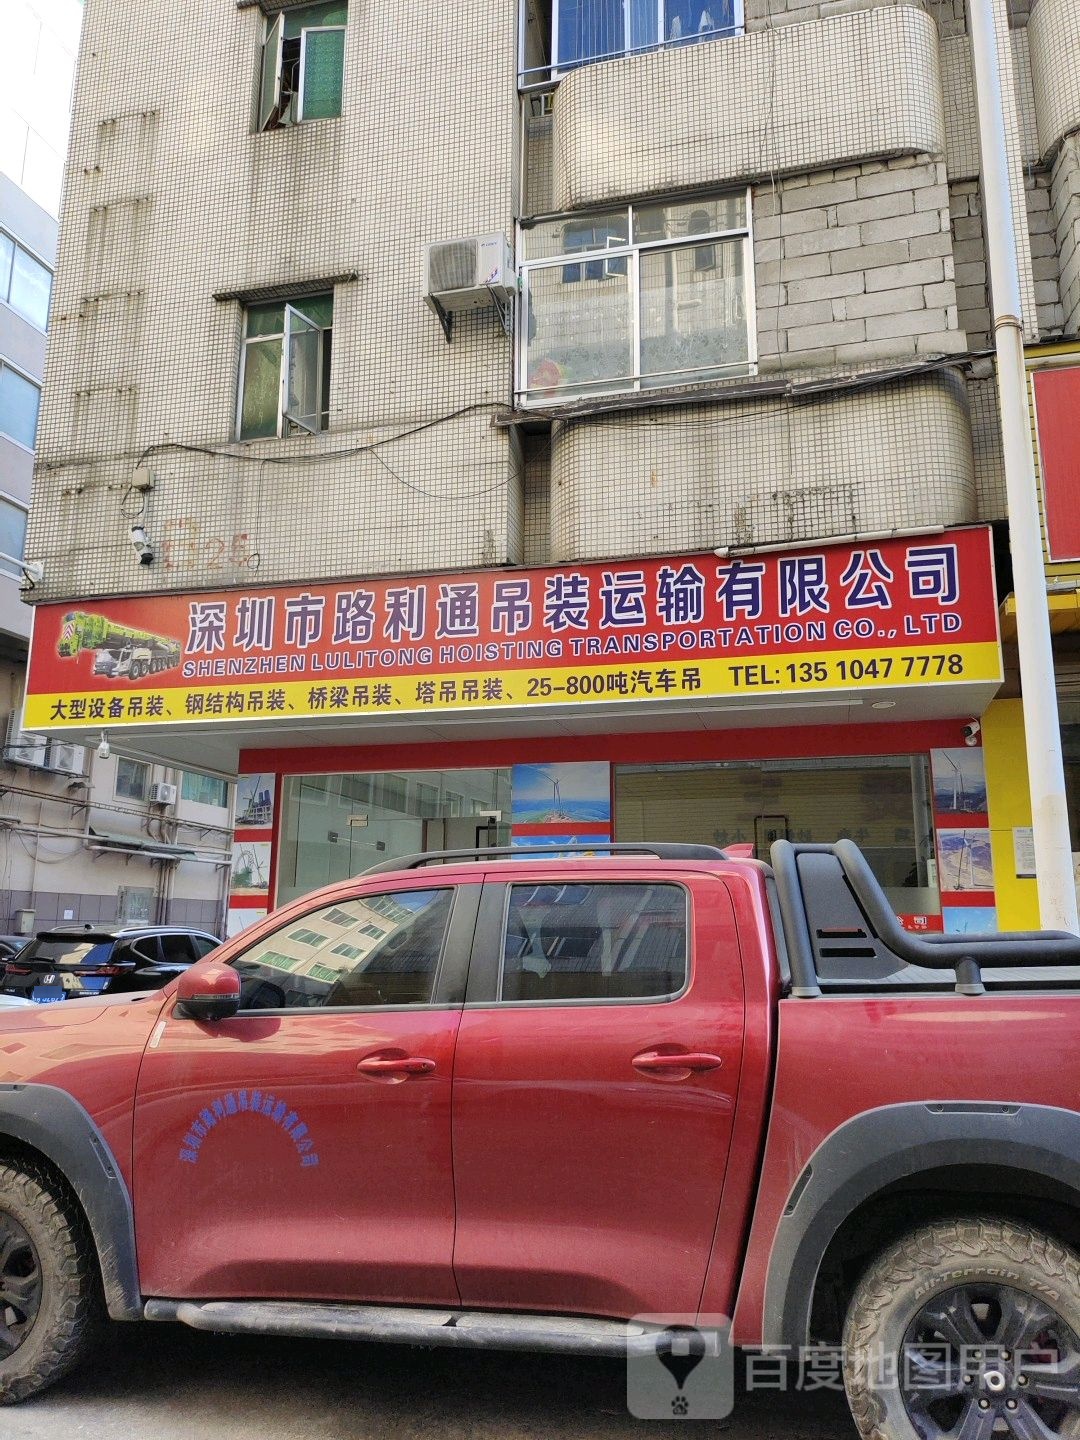 深圳市路利通吊装运输有限公司
SHENZHEN LULITONG HOISTING TRANSPORTATION CO., LTD
大型设备吊装、钢结构吊装、桥梁吊装、塔吊吊装、25-800吨汽车吊 TEL: 135 1047 7778
深圳市路利通吊装运输有限公司
All-Terrain T/A
百度地图用户